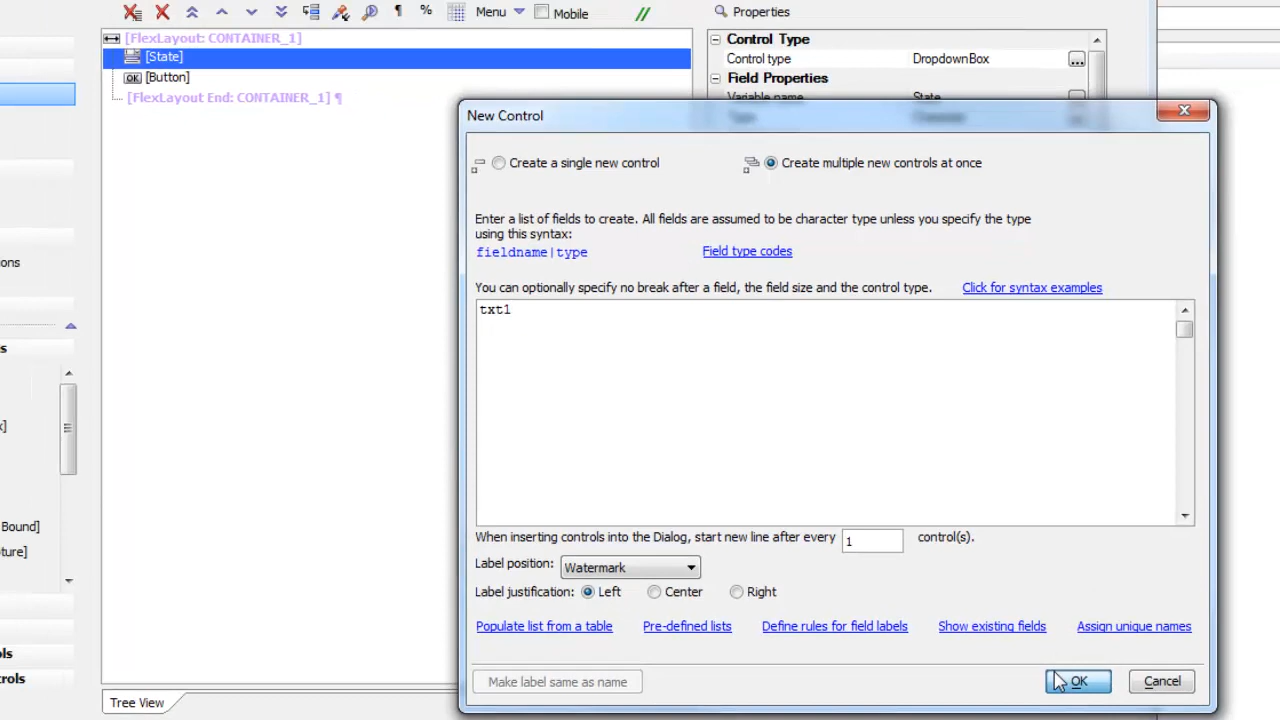 Menu
Mobile
Properties
[FlexLayout: CONTAINER_1]
[State]
[Button]
[FlexLayout End: CONTAINER_1] ¶
Control Type
Control type DropdownBox ...
Field Properties
Variable name State
Type Character
New Control
Create a single new control
Create multiple new controls at once
Enter a list of fields to create. All fields are assumed to be character type unless you specify the type
using this syntax:
fieldname|type
Field type codes
You can optionally specify no break after a field, the field size and the control type.
Click for syntax examples
txt1
When inserting controls into the Dialog, start new line after every 1 control(s).
Label position: Watermark
Label justification: Left Center Right
Populate list from a table
Pre-defined lists
Define rules for field labels
Show existing fields
Assign unique names
Make label same as name
OK
Cancel
Tree View
Bound]